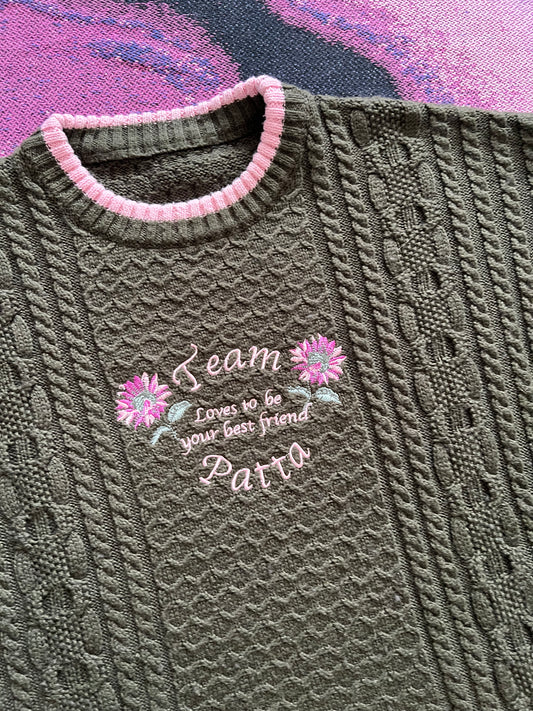 Team
Loves to be
your best friend
Patta